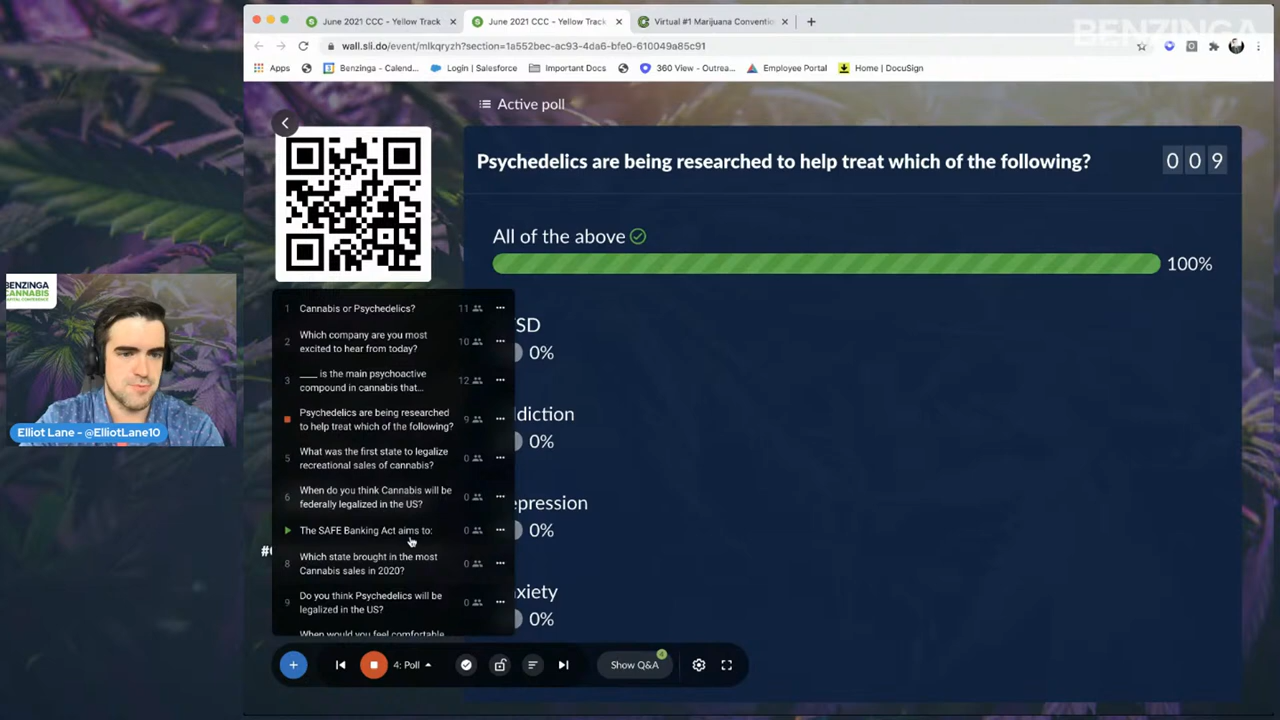 June 2021 CCC - Yellow Track
June 2021 CCC - Yellow Track
Virtual #1 Marijuana Conventio
BENZINGA
wall.sli.do/event/mlkqryzh?section=1a552bec-ac93-4da6-bfe0-610049a85c91
Apps
Benzinga - Calend...
Login | Salesforce
Important Docs
360 View - Outrea...
Employee Portal
Home | DocuSign
Active poll
Psychedelics are being researched to help treat which of the following?
0 0 9
All of the above
100%
0%
ddiction
0%
epression
0%
xiety
0%
1 Cannabis or Psychedelics? 11
2 Which company are you most
excited to hear from today? 10
3 ____ is the main psychoactive
compound in cannabis that... 12
Psychedelics are being researched
to help treat which of the following? 9
5 What was the first state to legalize
recreational sales of cannabis? 0
6 When do you think Cannabis will be
federally legalized in the US? 0
The SAFE Banking Act aims to: 0
8 Which state brought in the most
Cannabis sales in 2020? 0
9 Do you think Psychedelics will be
legalized in the US? 0
When would you feel comfortable
4: Poll
Show Q&A
4
BENZINGA
CANNABIS
CAPITAL CONFERENCE
Elliot Lane - @ElliotLane10